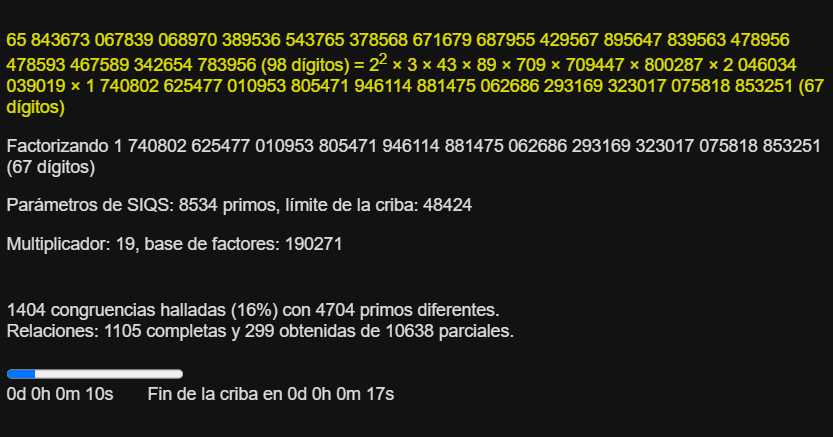 65 843673 067839 068970 389536 543765 378568 671679 687955 429567 895647 839563 478956
478593 467589 342654 783956 (98 dígitos) = 2² × 3 × 43 × 89 × 709 × 709447 × 800287 × 2 046034
039019 × 1 740802 625477 010953 805471 946114 881475 062686 293169 323017 075818 853251 (67
dígitos)
Factorizando 1 740802 625477 010953 805471 946114 881475 062686 293169 323017 075818 853251
(67 dígitos)
Parámetros de SIQS: 8534 primos, límite de la criba: 48424
Multiplicador: 19, base de factores: 190271
1404 congruencias halladas (16%) con 4704 primos diferentes.
Relaciones: 1105 completas y 299 obtenidas de 10638 parciales.
0d 0h 0m 10s Fin de la criba en 0d 0h 0m 17s